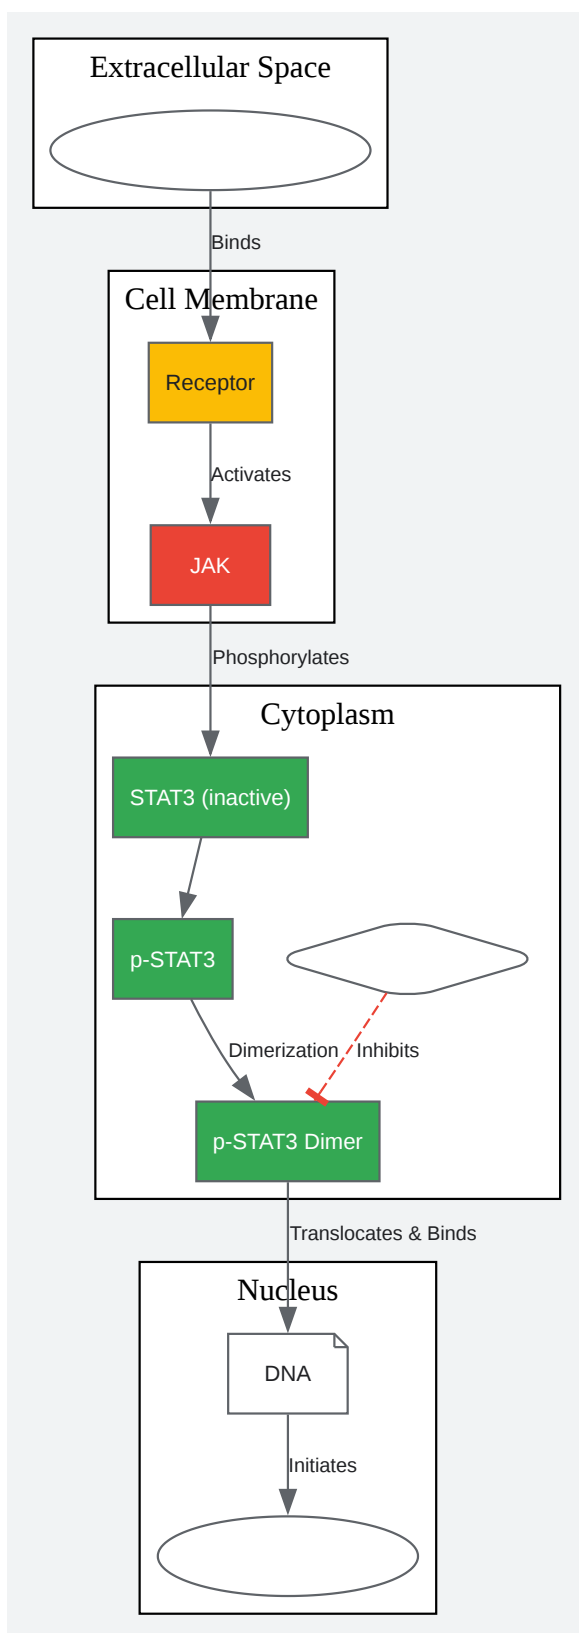 Extracellular Space
Binds
Cell Membrane
Receptor
Activates
JAK
Phosphorylates
Cytoplasm
STAT3 (inactive)
p-STAT3
Dimerization
Inhibits
p-STAT3 Dimer
Translocates & Binds
Nucleus
DNA
Initiates